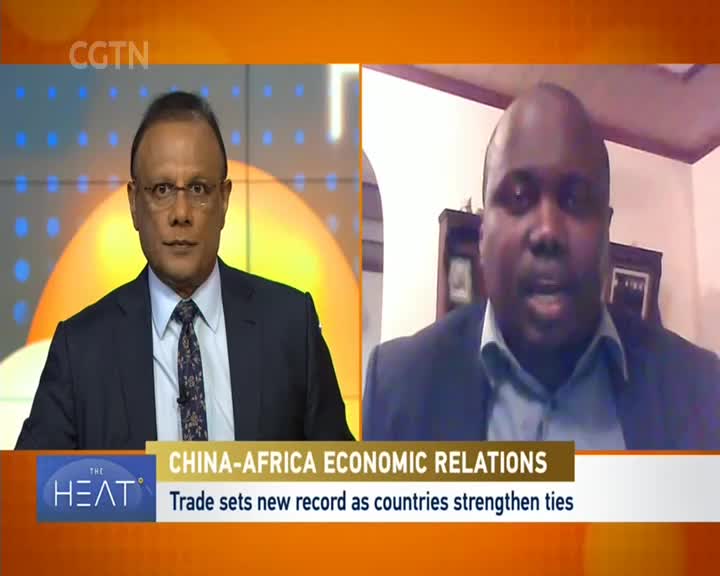 CGTN
CHINA-AFRICA ECONOMIC RELATIONS
THE
HEAT
Trade sets new record as countries strengthen ties